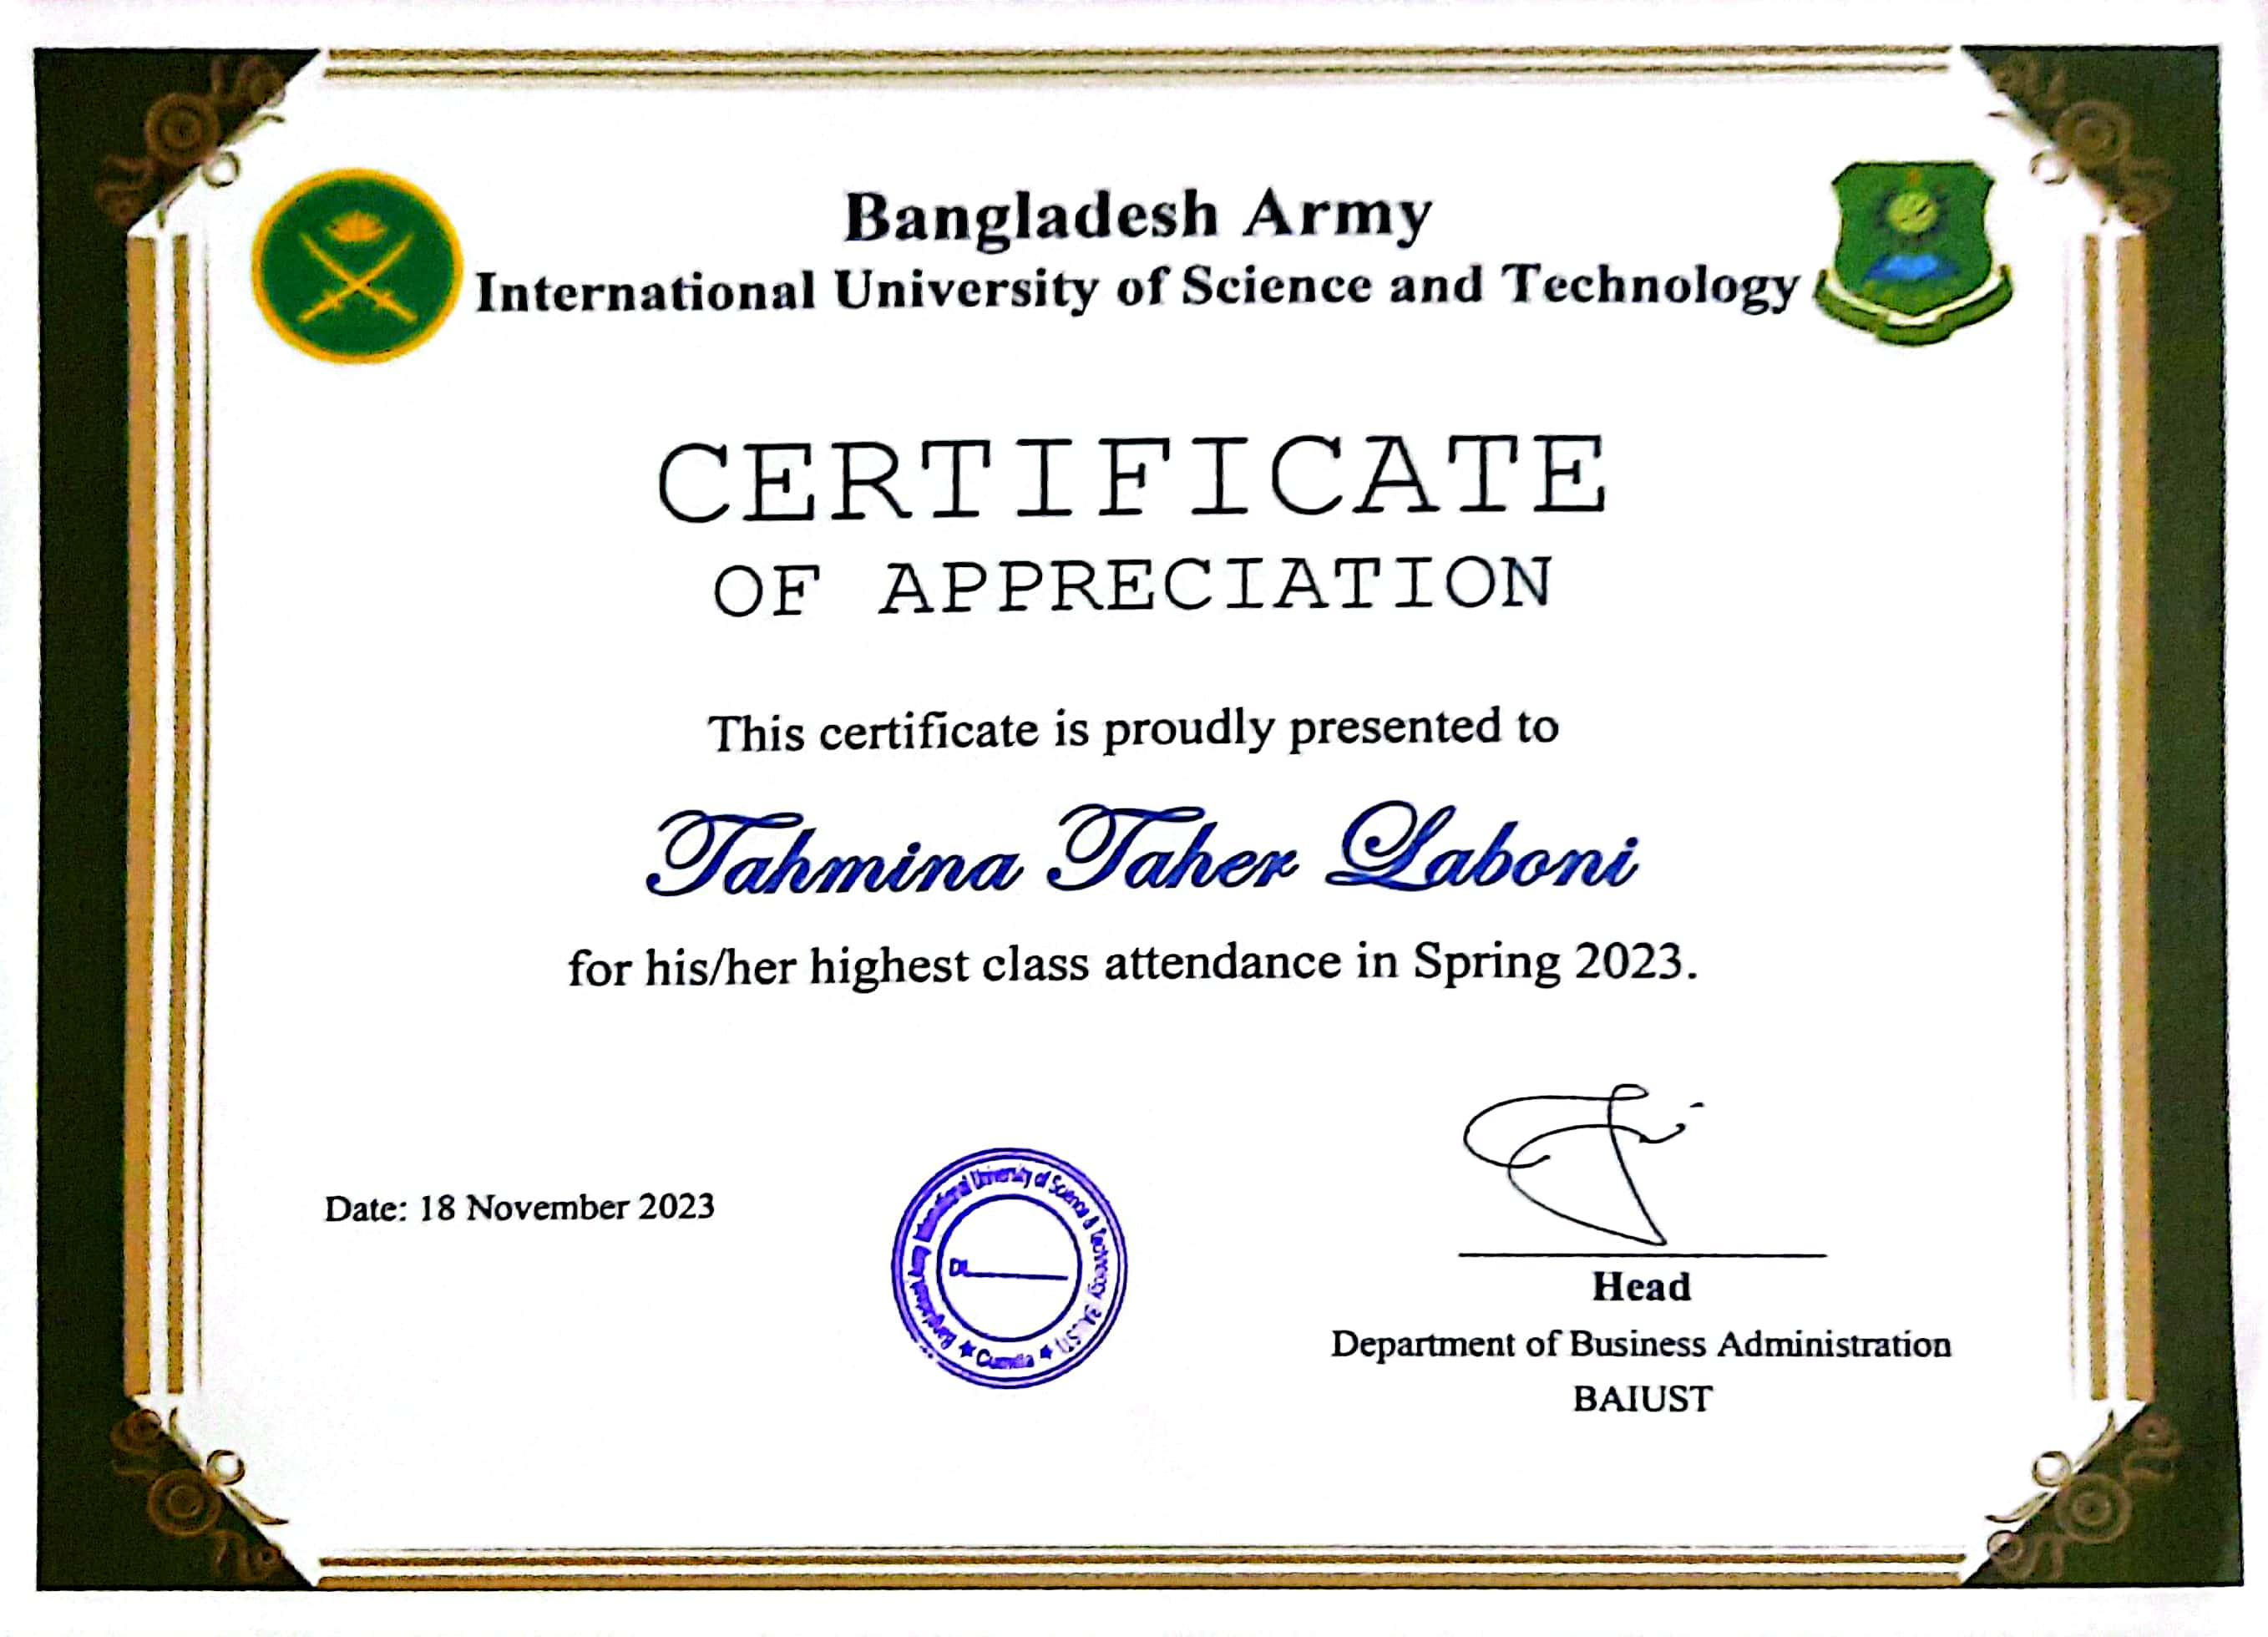 Bangladesh Army
International University of Science and Technology
CERTIFICATE
OF APPRECIATION
This certificate is proudly presented to
Tahmina Taher Laboni
for his/her highest class attendance in Spring 2023.
Date: 18 November 2023
Bangladesh Army International University of Science & Technology (BAIUST)
★ Cumilla ★
Dt.
Head
Department of Business Administration
BAIUST